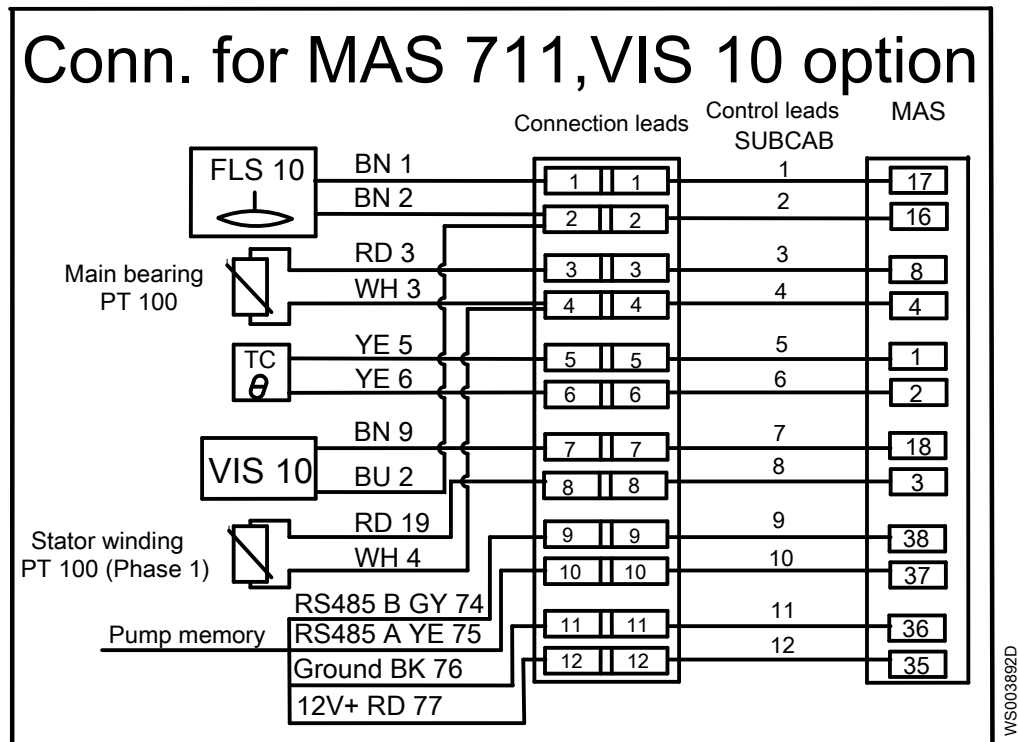 Conn. for MAS 711,VIS 10 option
Connection leads
Control leads
SUBCAB
MAS
FLS 10
BN 1
1 1
1
17
BN 2
2 2
2
16
Main bearing
PT 100
RD 3
3 3
3
8
WH 3
4 4
4
4
TC
θ
YE 5
5 5
5
1
YE 6
6 6
6
2
VIS 10
BN 9
7 7
7
18
BU 2
8 8
8
3
Stator winding
PT 100 (Phase 1)
RD 19
9 9
9
38
WH 4
10 10
10
37
Pump memory
RS485 B GY 74
RS485 A YE 75
11 11
11
36
Ground BK 76
12 12
12
35
12V+ RD 77
WS003892D